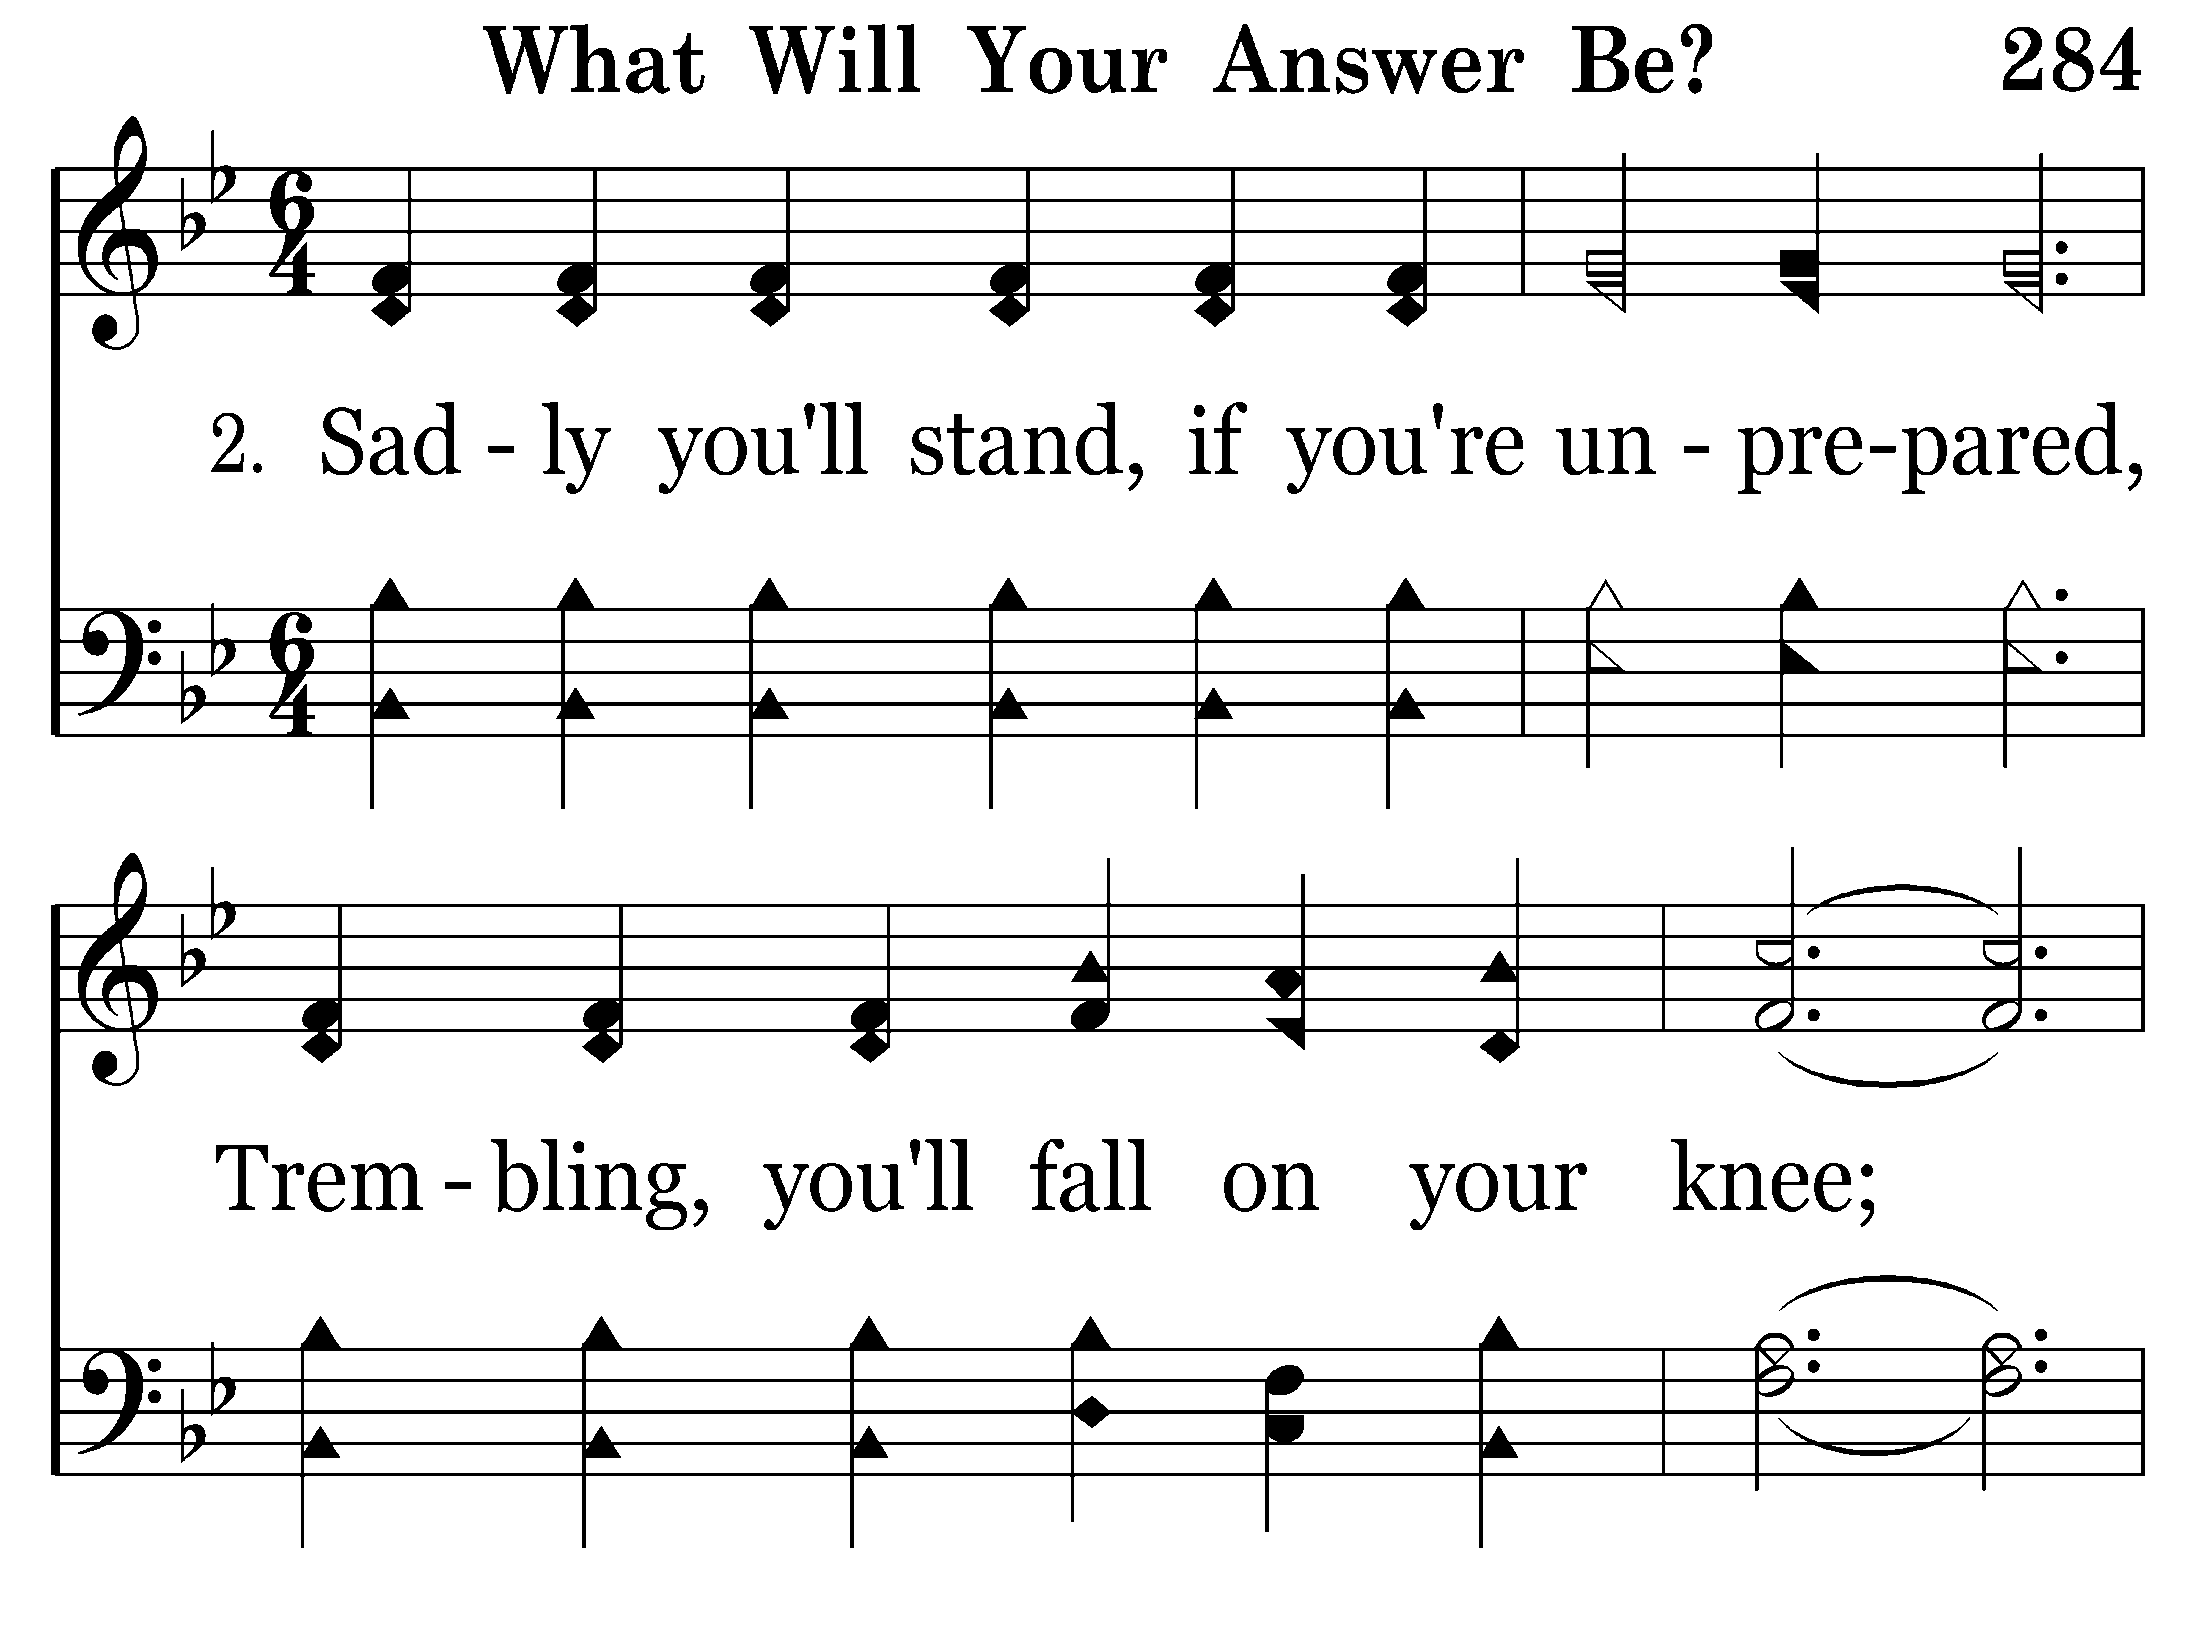 What Will Your Answer Be? 284
6 4
2. Sad - ly you'll stand, if you're un - pre-pared,
6 4
Trem - bling, you'll fall on your knee;